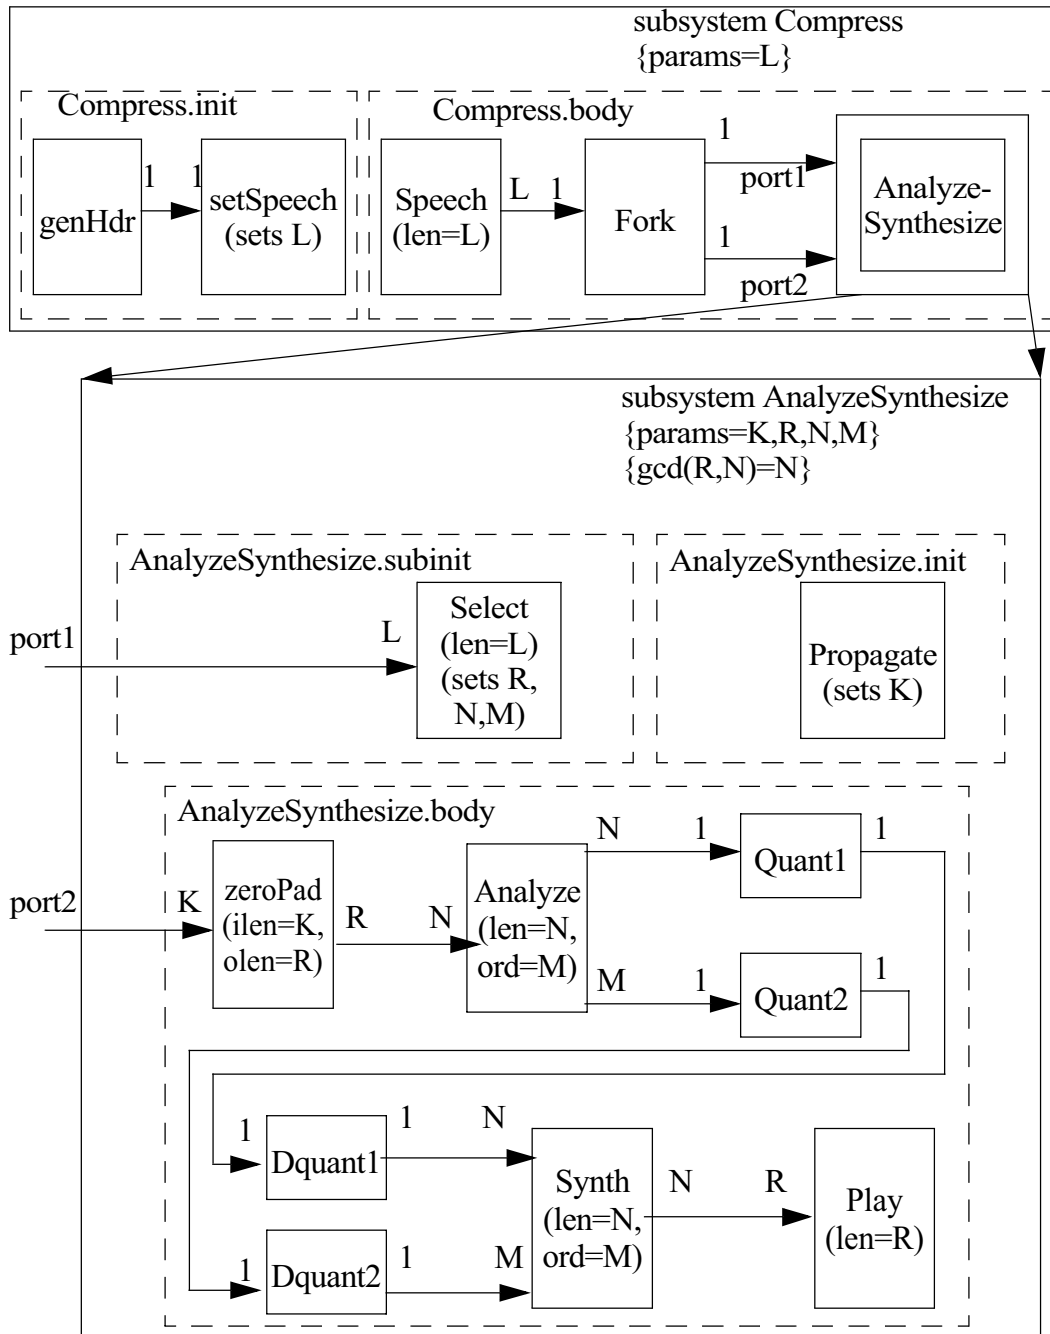 subsystem Compress
{params=L}
Compress.init
Compress.body
genHdr
1
1
setSpeech
(sets L)
Speech
(len=L)
L
1
Fork
1
port1
1
port2
Analyze-
Synthesize
subsystem AnalyzeSynthesize
{params=K,R,N,M}
{gcd(R,N)=N}
AnalyzeSynthesize.subinit
AnalyzeSynthesize.init
port1
L
Select
(len=L)
(sets R,
N,M)
Propagate
(sets K)
AnalyzeSynthesize.body
port2
K
zeroPad
(ilen=K,
olen=R)
R
N
Analyze
(len=N,
ord=M)
N
1
Quant1
1
M
1
Quant2
1
1
Dquant1
1
N
1
Dquant2
1
M
Synth
(len=N,
ord=M)
N
R
Play
(len=R)